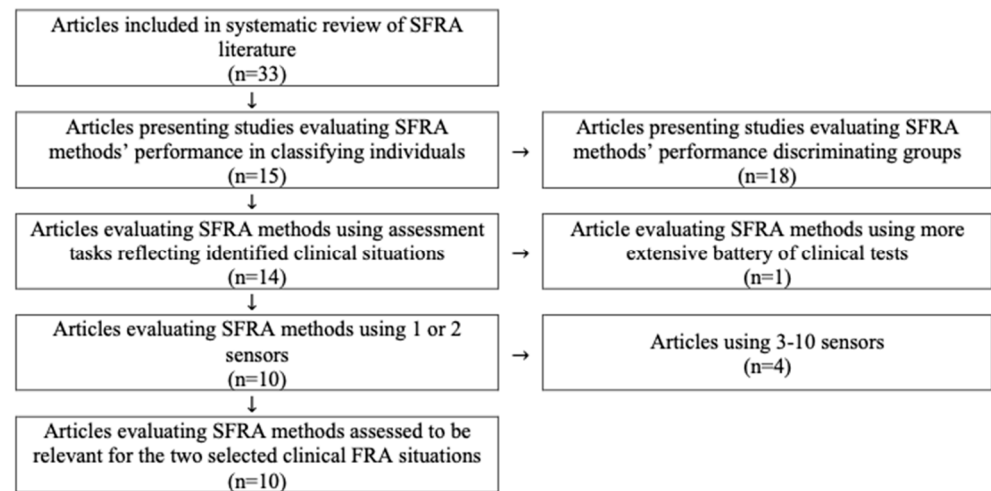 Articles included in systematic review of SFRA
literature
(n=33)
↓
Articles presenting studies evaluating SFRA
methods' performance in classifying individuals
(n=15)
→
Articles presenting studies evaluating SFRA
methods' performance discriminating groups
(n=18)
↓
Articles evaluating SFRA methods using assessment
tasks reflecting identified clinical situations
(n=14)
→
Article evaluating SFRA methods using more
extensive battery of clinical tests
(n=1)
↓
Articles evaluating SFRA methods using 1 or 2
sensors
(n=10)
→
Articles using 3-10 sensors
(n=4)
↓
Articles evaluating SFRA methods assessed to be
relevant for the two selected clinical FRA situations
(n=10)